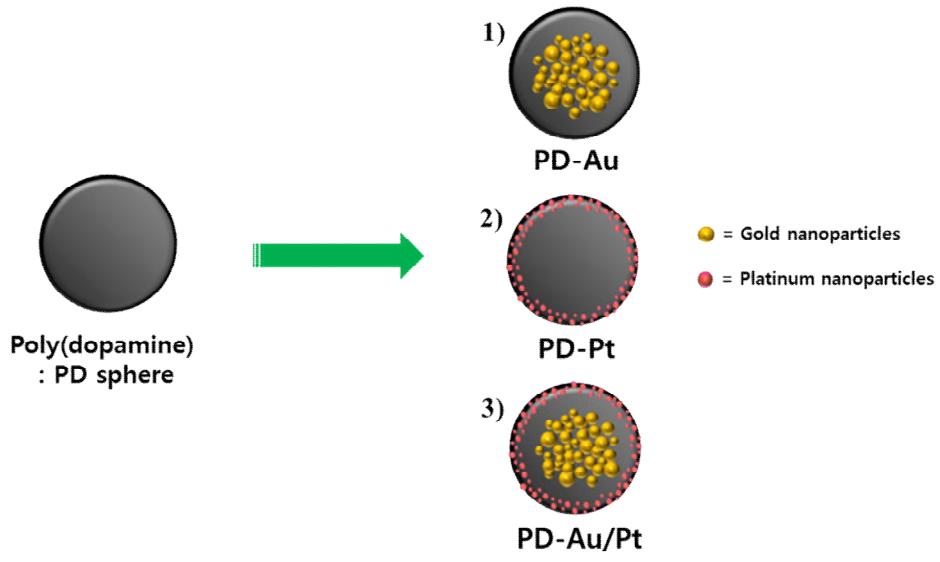 1)
PD-Au
2)
= Gold nanoparticles
= Platinum nanoparticles
Poly(dopamine)
: PD sphere
PD-Pt
3)
PD-Au/Pt